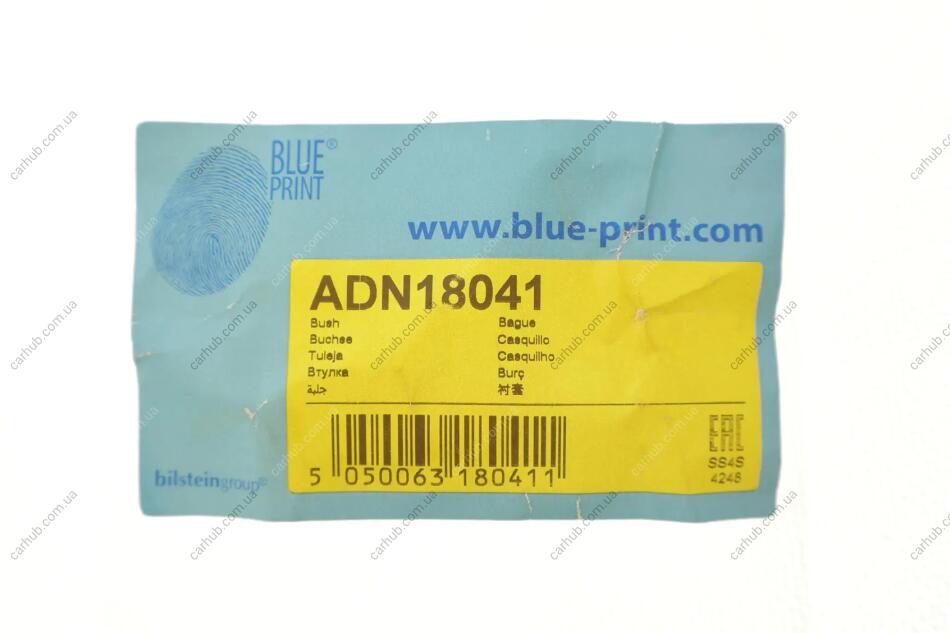 BLUE®
PRINT
www.blue-print.com
ADN18041
Bush
Buchse
Tuleja
Втулка
جلبة
Bague
Casquillo
Casquilho
Burç
衬套
5 050063 180411
EAC
SS4S
4248
bilsteingroup®
carhub.com.ua